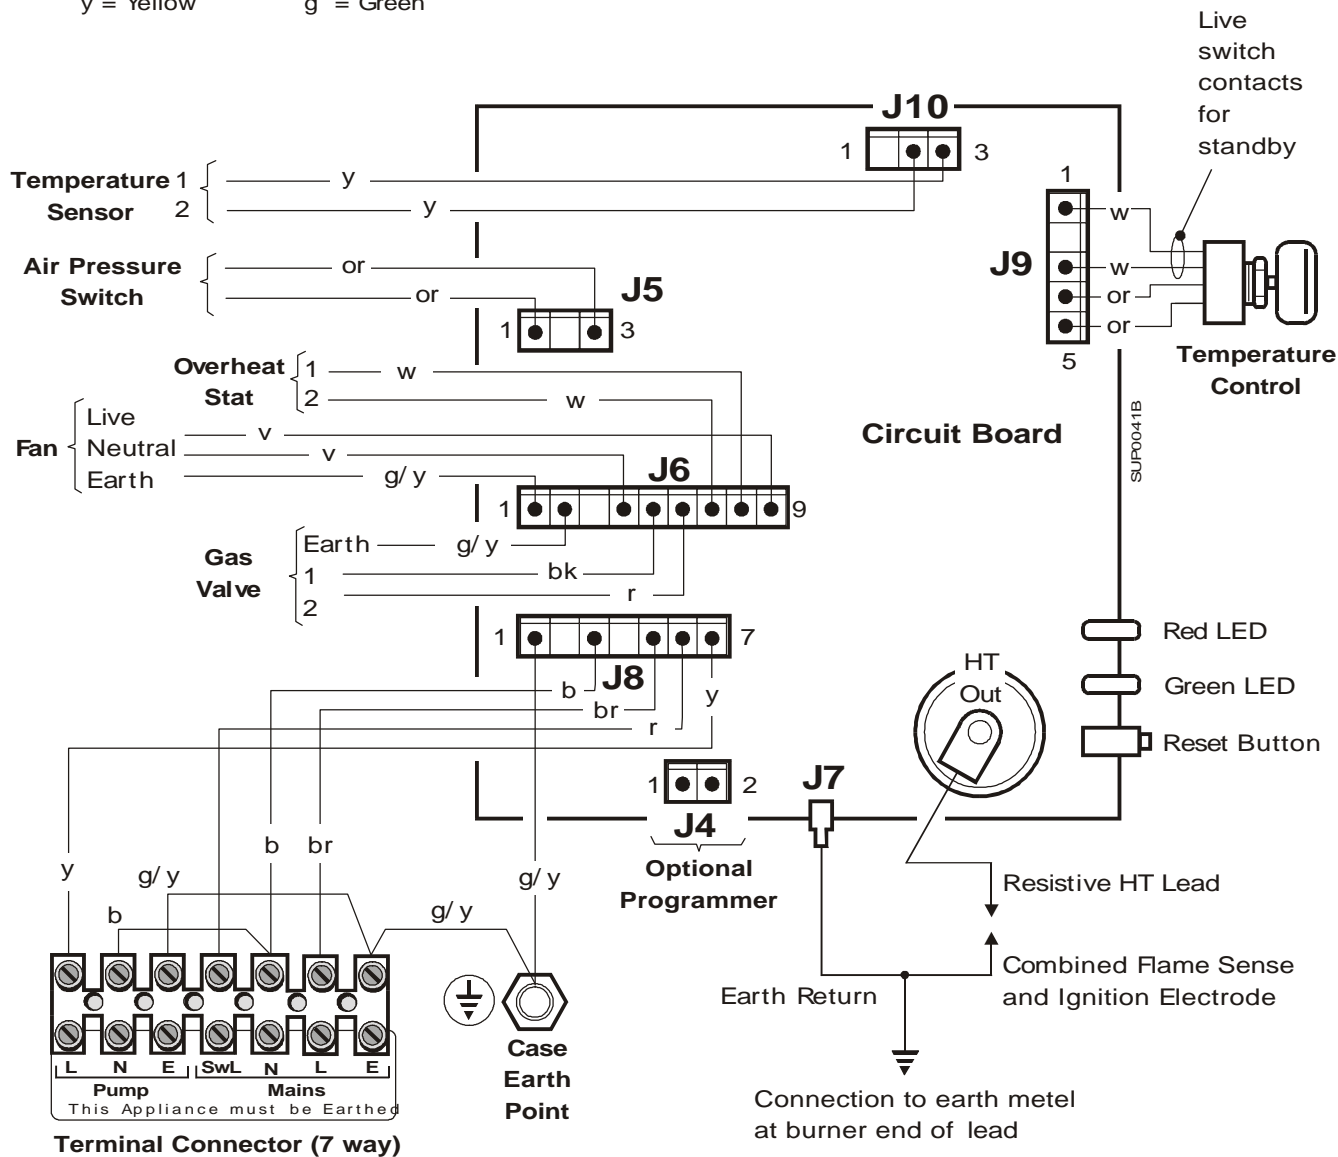 y = Yellow g = Green
Live
switch
contacts
for
standby
J10
1 3
Temperature 1 y
Sensor 2 y
1
w
J9
w
or
or
5
Temperature
Control
Air Pressure or
Switch or
J5
1 3
Overheat 1 w
Stat 2 w
Live v
Fan Neutral v
Earth g/y
J6
1 9
Circuit Board
SUP0041B
Gas Earth g/y
Valve 1 bk
2 r
1 7
J8
b
br
r
y
HT
Out
Red LED
Green LED
Reset Button
1 2
J4
J7
Optional
Programmer
y b br
g/y
b
g/y
g/y
Resistive HT Lead
Combined Flame Sense
and Ignition Electrode
Earth Return
Connection to earth metel
at burner end of lead
Case
Earth
Point
L N E SwL N L E
Pump Mains
This Appliance must be Earthed
Terminal Connector (7 way)